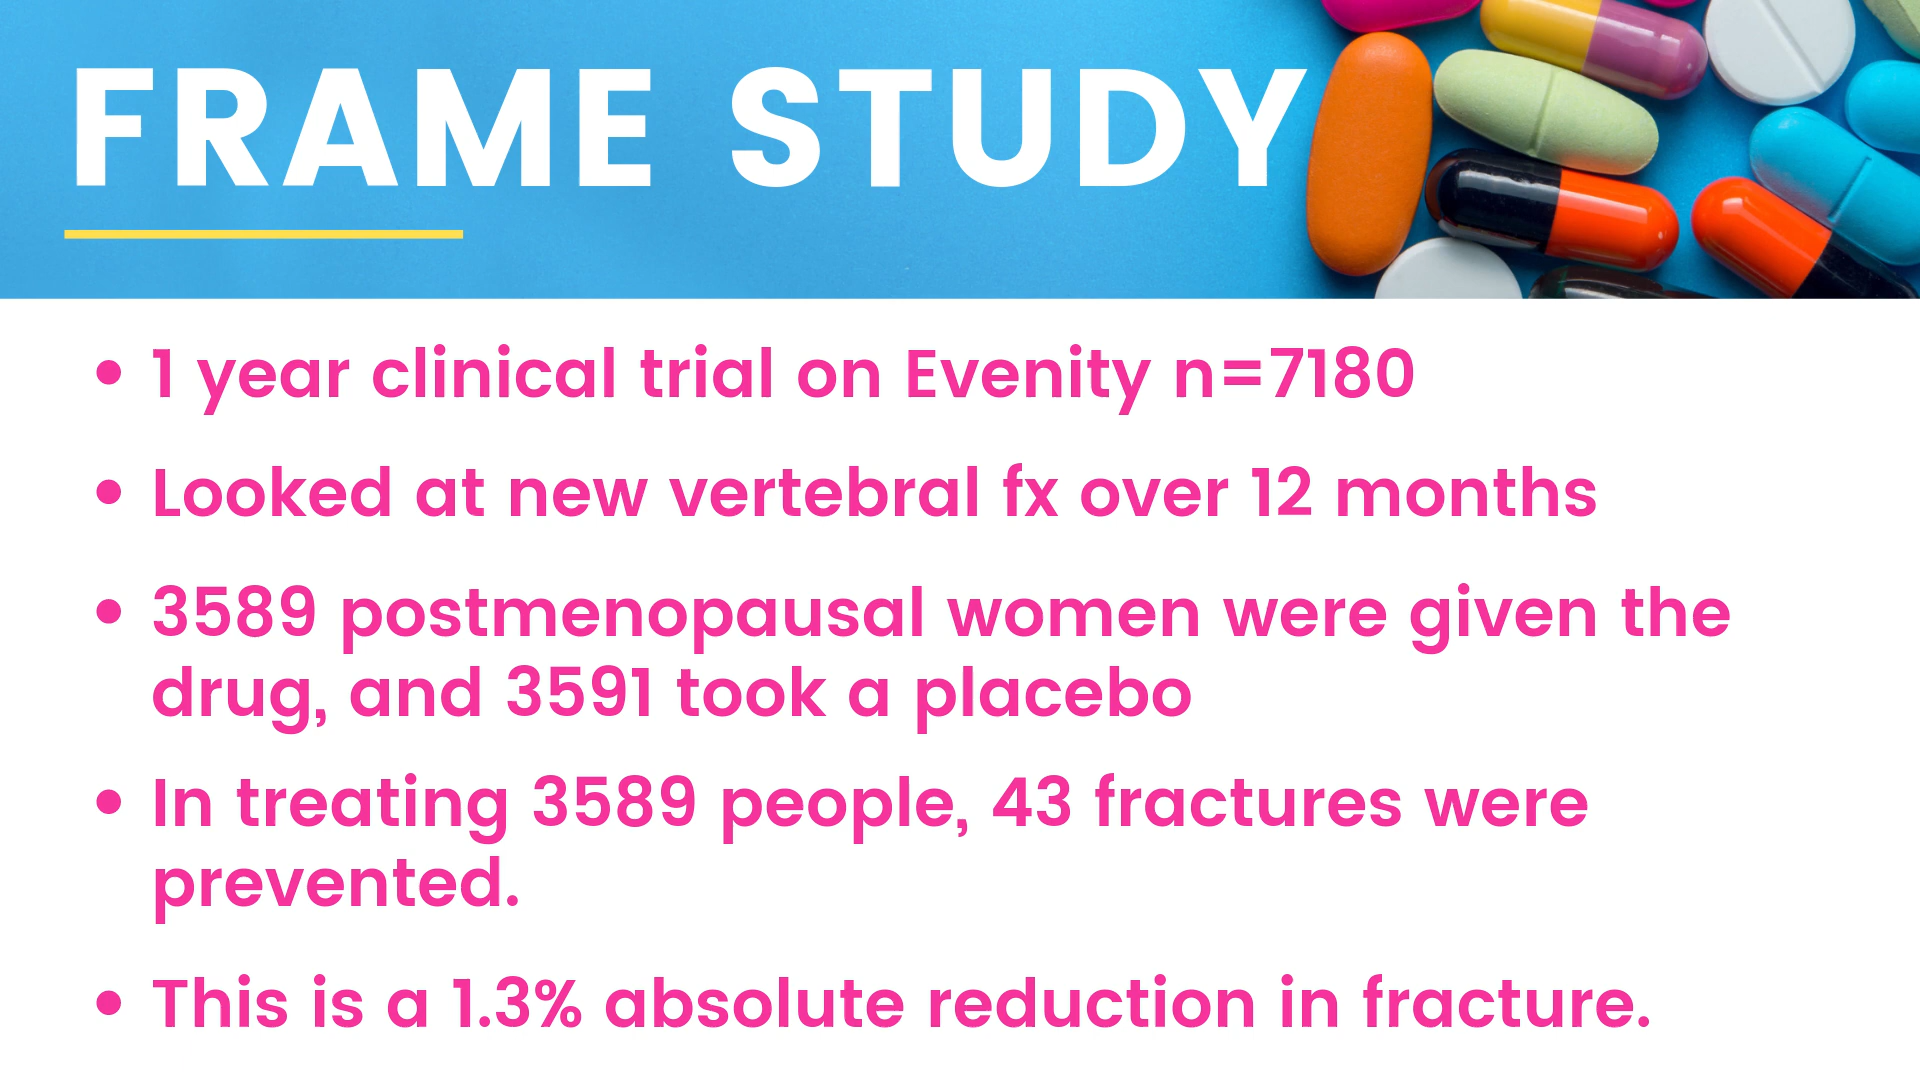 FRAME STUDY
• 1 year clinical trial on Evenity n=7180
• Looked at new vertebral fx over 12 months
• 3589 postmenopausal women were given the
drug, and 3591 took a placebo
• In treating 3589 people, 43 fractures were
prevented.
• This is a 1.3% absolute reduction in fracture.